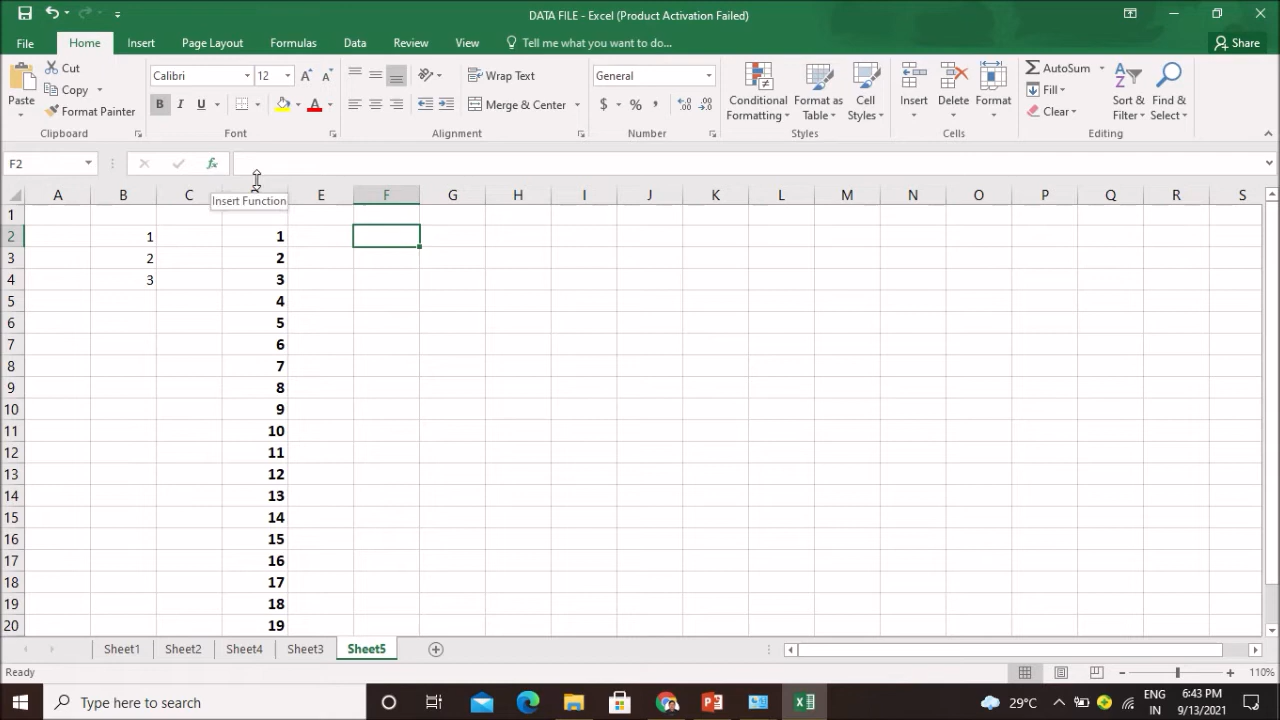 DATA FILE - Excel (Product Activation Failed)
File Home Insert Page Layout Formulas Data Review View Tell me what you want to do... Share
Paste
Cut
Copy
Format Painter
Clipboard
Calibri 12
B I U A
Font
Wrap Text
Merge & Center
Alignment
General
$ % ,
Number
Conditional Formatting
Format as Table
Cell Styles
Styles
Insert Delete Format
Cells
AutoSum
Fill
Clear
Sort & Filter
Find & Select
Editing
F2 fx
Insert Function
A B C E F G H I J K L M N O P Q R S
1
2 1 1
3 2 2
4 3 3
5 4
6 5
7 6
8 7
9 8
10 9
11 10
12 11
13 12
14 13
15 14
16 15
17 16
18 17
19 18
20 19
Sheet1 Sheet2 Sheet4 Sheet3 Sheet5
Ready 110%
Type here to search
29°C
ENG
IN
6:43 PM
9/13/2021